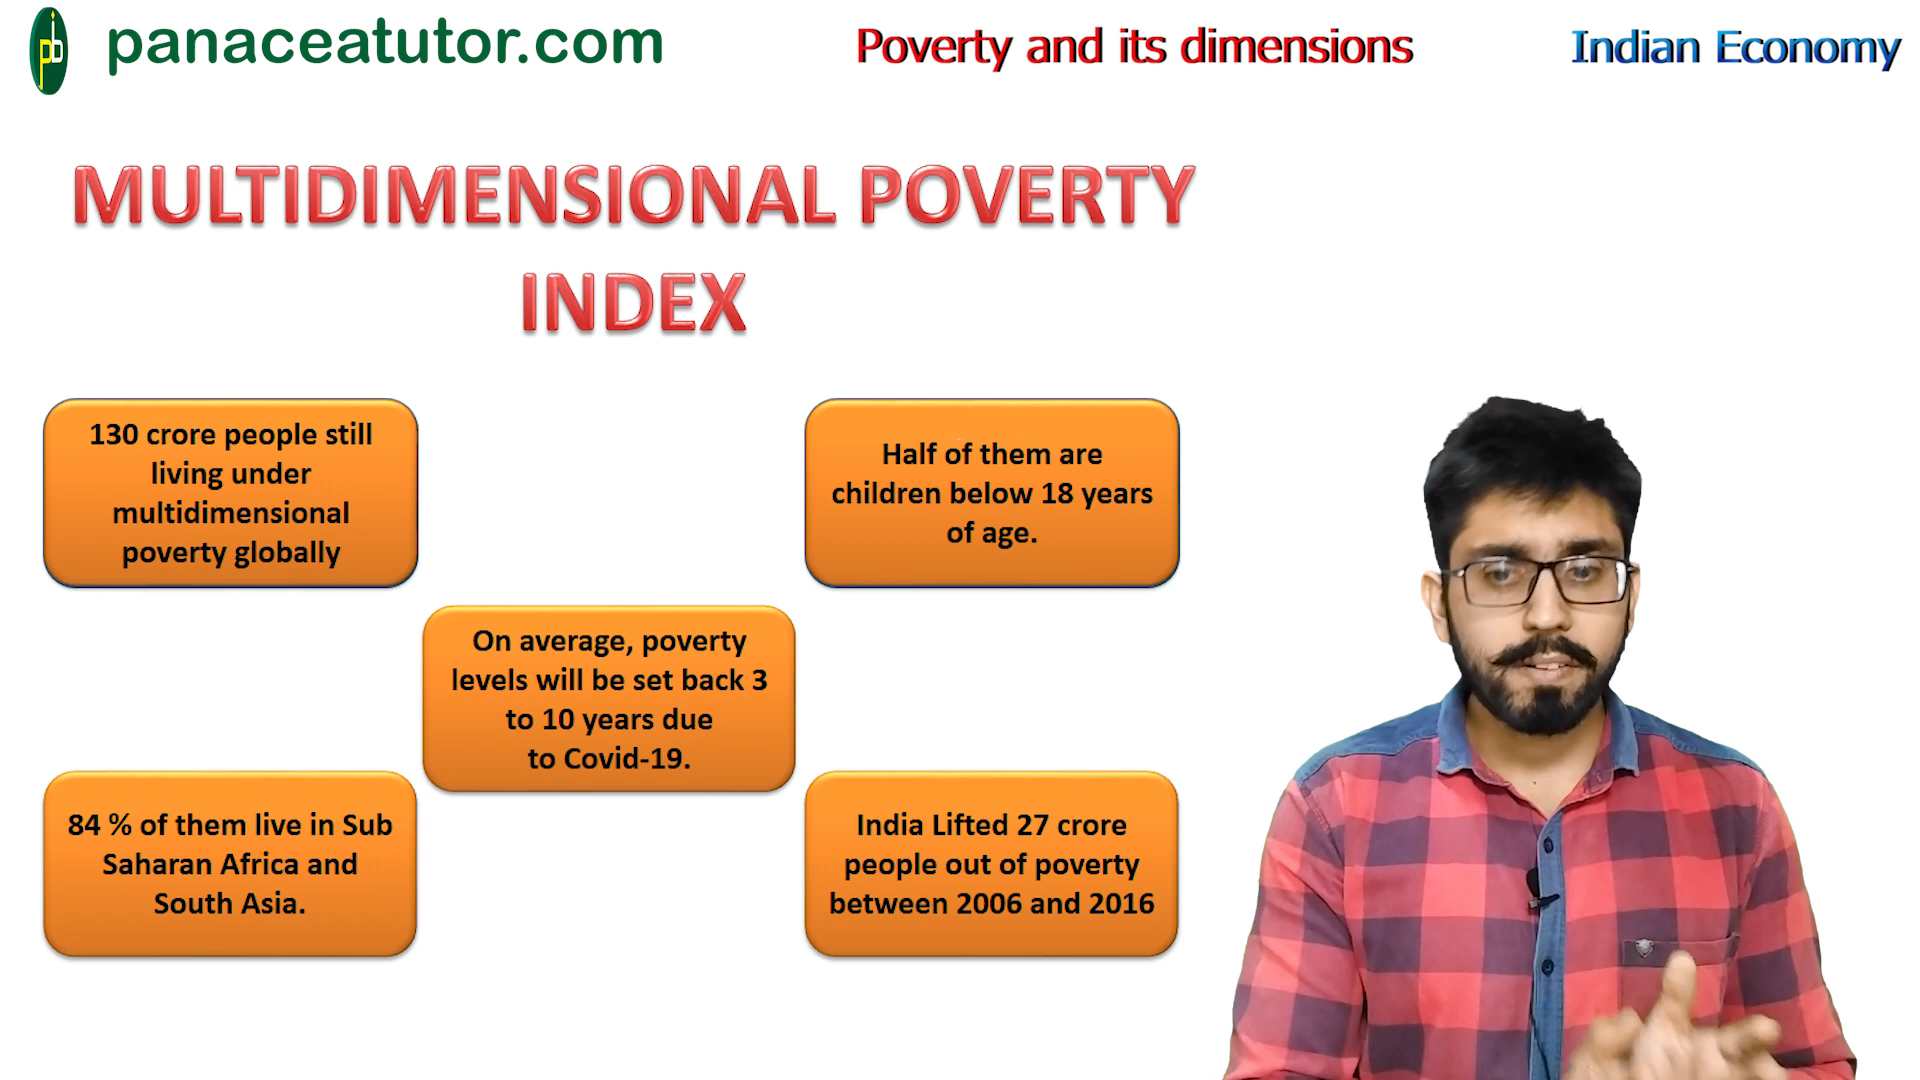 pb
panaceatutor.com
Poverty and its dimensions
Indian Economy
MULTIDIMENSIONAL POVERTY
INDEX
130 crore people still
living under
multidimensional
poverty globally
Half of them are
children below 18 years
of age.
On average, poverty
levels will be set back 3
to 10 years due
to Covid-19.
84 % of them live in Sub
Saharan Africa and
South Asia.
India Lifted 27 crore
people out of poverty
between 2006 and 2016